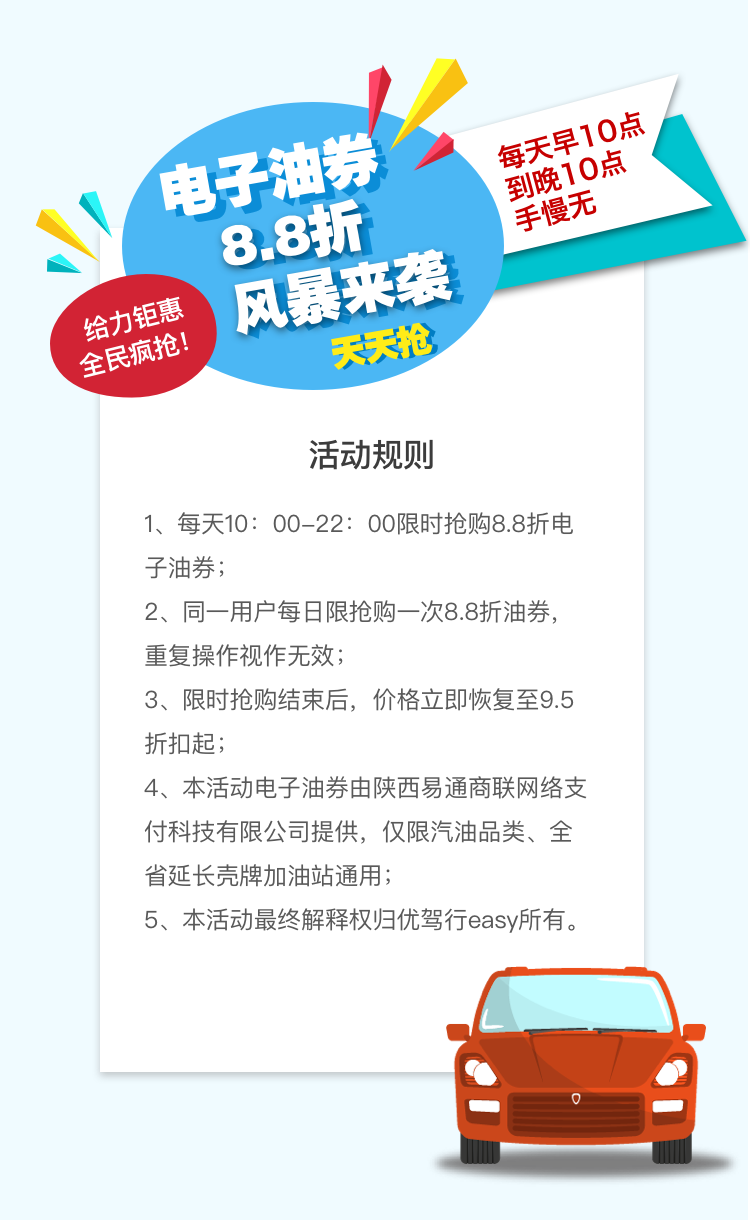 电子油券
8.8折
风暴来袭
天天抢
每天早10点
到晚10点
手慢无
给力钜惠
全民疯抢!
活动规则
1、每天10：00-22：00限时抢购8.8折电
子油券；
2、同一用户每日限抢购一次8.8折油券，
重复操作视作无效；
3、限时抢购结束后，价格立即恢复至9.5
折扣起；
4、本活动电子油券由陕西易通商联网络支
付科技有限公司提供，仅限汽油品类、全
省延长壳牌加油站通用；
5、本活动最终解释权归优驾行easy所有。